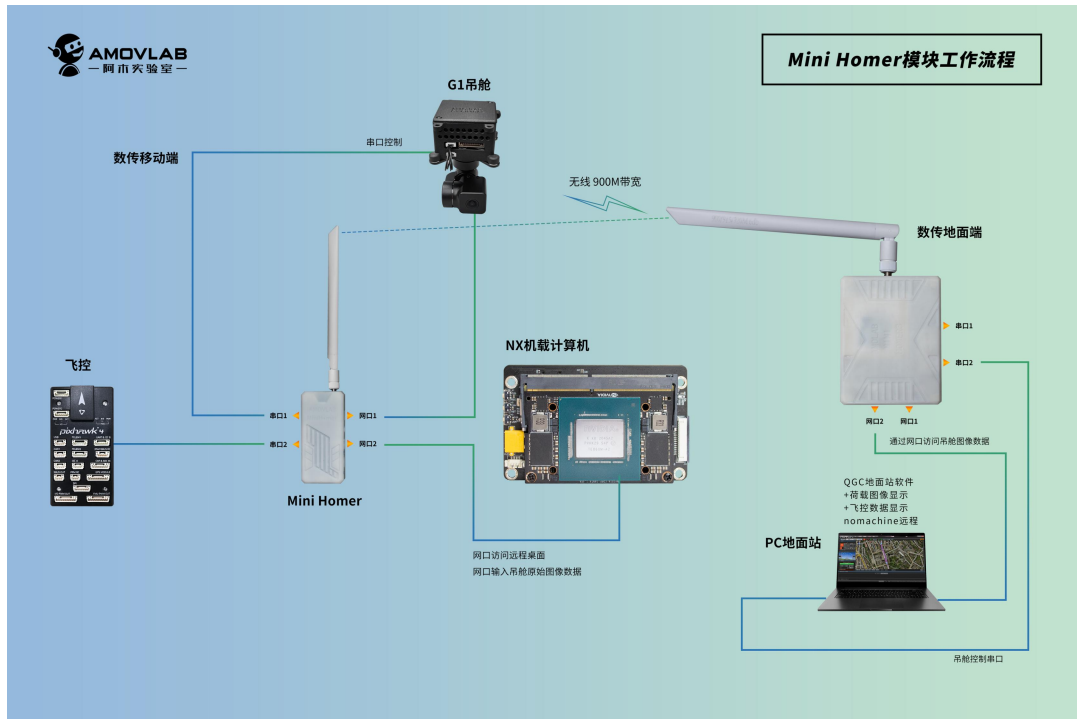 AMOVLAB
阿木实验室
Mini Homer模块工作流程
G1吊舱
串口控制
数传移动端
无线 900M带宽
数传地面端
串口1
串口2
网口2
网口1
通过网口访问吊舱图像数据
飞控
pixhawk 4
串口1
串口2
网口1
网口2
Mini Homer
NX机载计算机
网口访问远程桌面
网口输入吊舱原始图像数据
QGC地面站软件
+荷载图像显示
+飞控数据显示
nomachine远程
PC地面站
吊舱控制串口